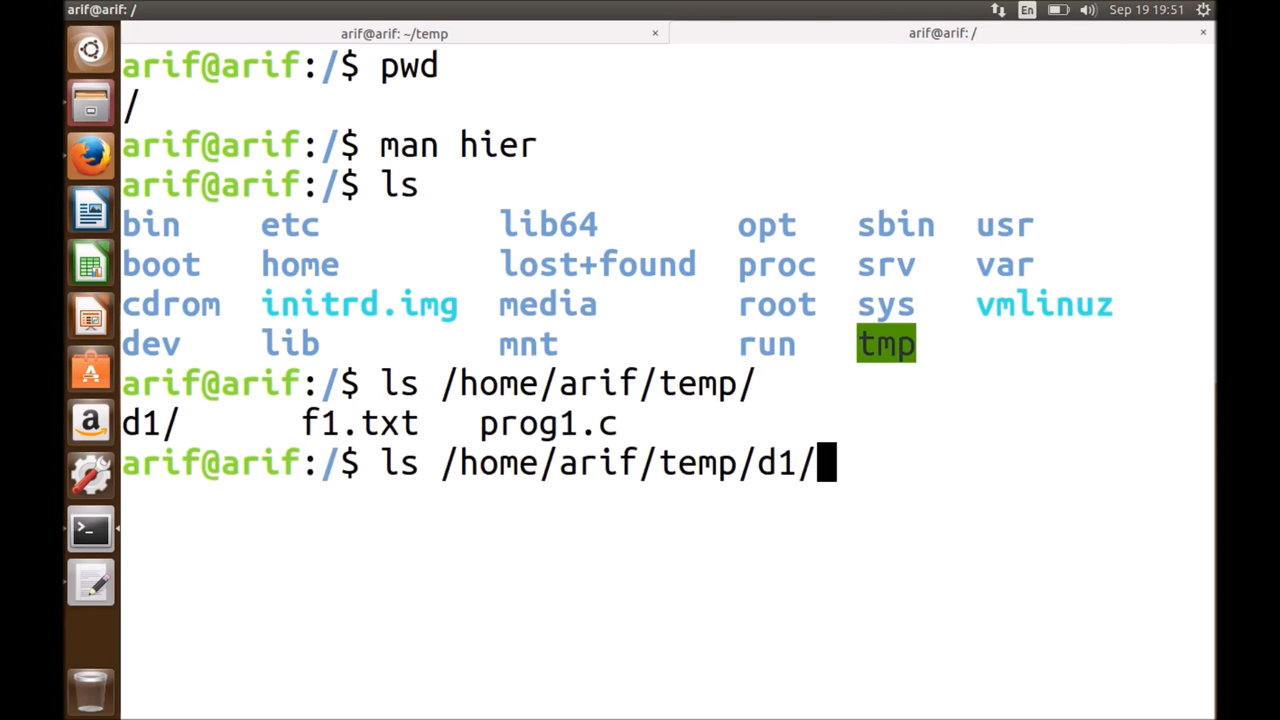 arif@arif: /
En
Sep 19 19:51
arif@arif: ~/temp ×
arif@arif: / ×
arif@arif:/$ pwd
/
arif@arif:/$ man hier
arif@arif:/$ ls
bin etc lib64 opt sbin usr
boot home lost+found proc srv var
cdrom initrd.img media root sys vmlinuz
dev lib mnt run tmp
arif@arif:/$ ls /home/arif/temp/
d1/ f1.txt prog1.c
arif@arif:/$ ls /home/arif/temp/d1/